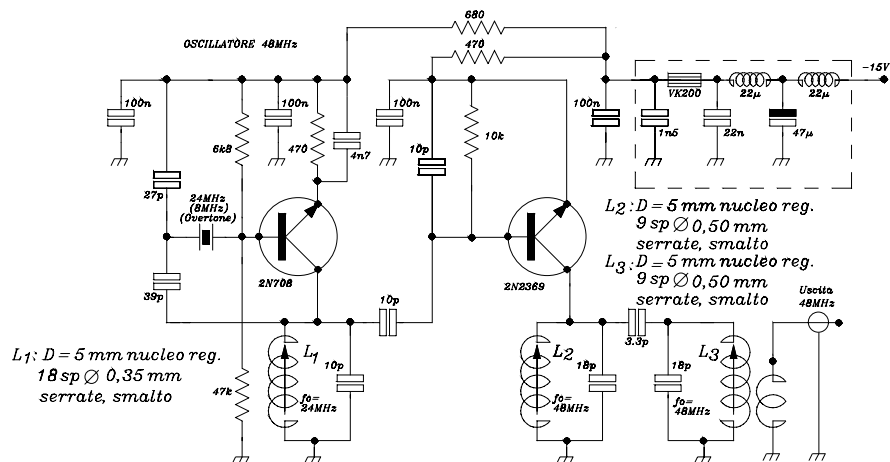 680
OSCILLATORE 48MHz
470
-15V
VK200
22μ
22μ
100n
100n
100n
100n
1n5
22n
47μ
6k8
470
4n7
10p
10k
27p
24MHz
(8MHz)
(Overtone)
L2: D = 5 mm nucleo reg.
9 sp Ø 0,50 mm
serrate, smalto
2N708
2N2369
L3: D = 5 mm nucleo reg.
9 sp Ø 0,50 mm
serrate, smalto
39p
10p
Uscita
48MHz
3.3p
L1: D = 5 mm nucleo reg.
18 sp Ø 0,35 mm
serrate, smalto
L1
10p
L2
18p
18p
L3
47k
fo=
24MHz
fo=
48MHz
fo=
48MHz